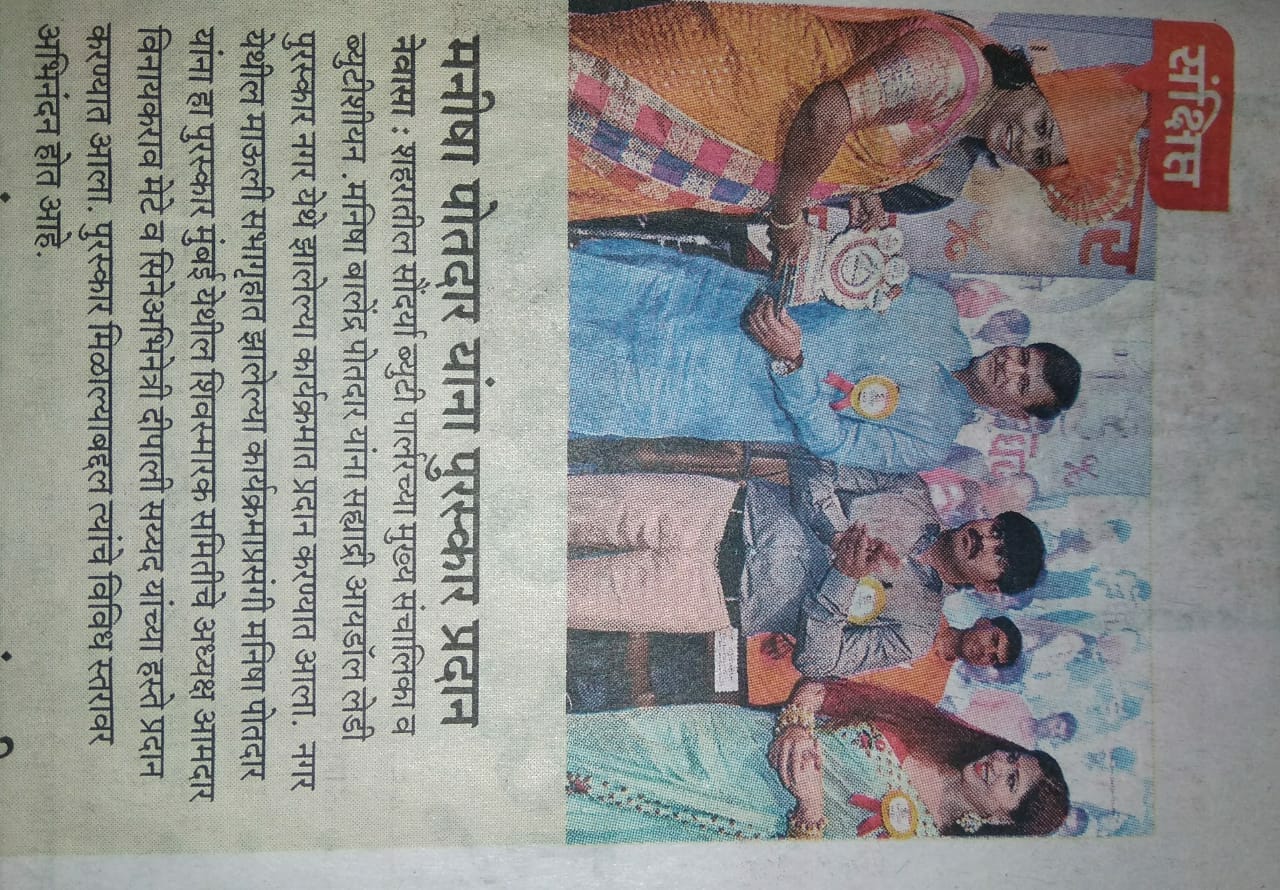 संक्षिप्त
मनीषा पोतदार यांना पुरस्कार प्रदान
नेवासा : शहरातील सौंदर्या ब्युटी पार्लरच्या मुख्य संचालिका व
ब्युटीशीयन .मनिषा बालेंद्र पोतदार यांना सह्याद्री आयडॉल लेडी
पुरस्कार नगर येथे झालेल्या कार्यक्रमात प्रदान करण्यात आला. नगर
येथील माऊली सभागृहात झालेल्या कार्यक्रमप्रसंगी मनिषा पोतदार
यांना हा पुरस्कार मुंबई येथील शिवस्मारक समितीचे अध्यक्ष आमदार
विनायकराव मेटे व सिनेअभिनेत्री दीपाली सय्यद यांच्या हस्ते प्रदान
करण्यात आला. पुरस्कार मिळाल्याबद्दल त्यांचे विविध स्तरावर
अभिनंदन होत आहे.